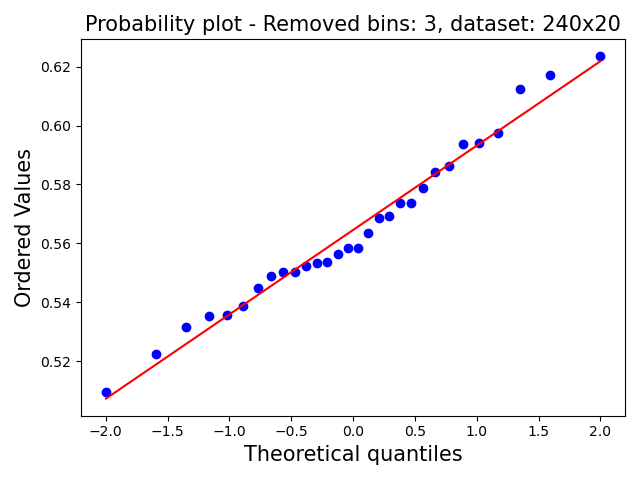 Probability plot - Removed bins: 3, dataset: 240x20
Ordered Values
0.62
0.60
0.58
0.56
0.54
0.52
−2.0 −1.5 −1.0 −0.5 0.0 0.5 1.0 1.5 2.0
Theoretical quantiles